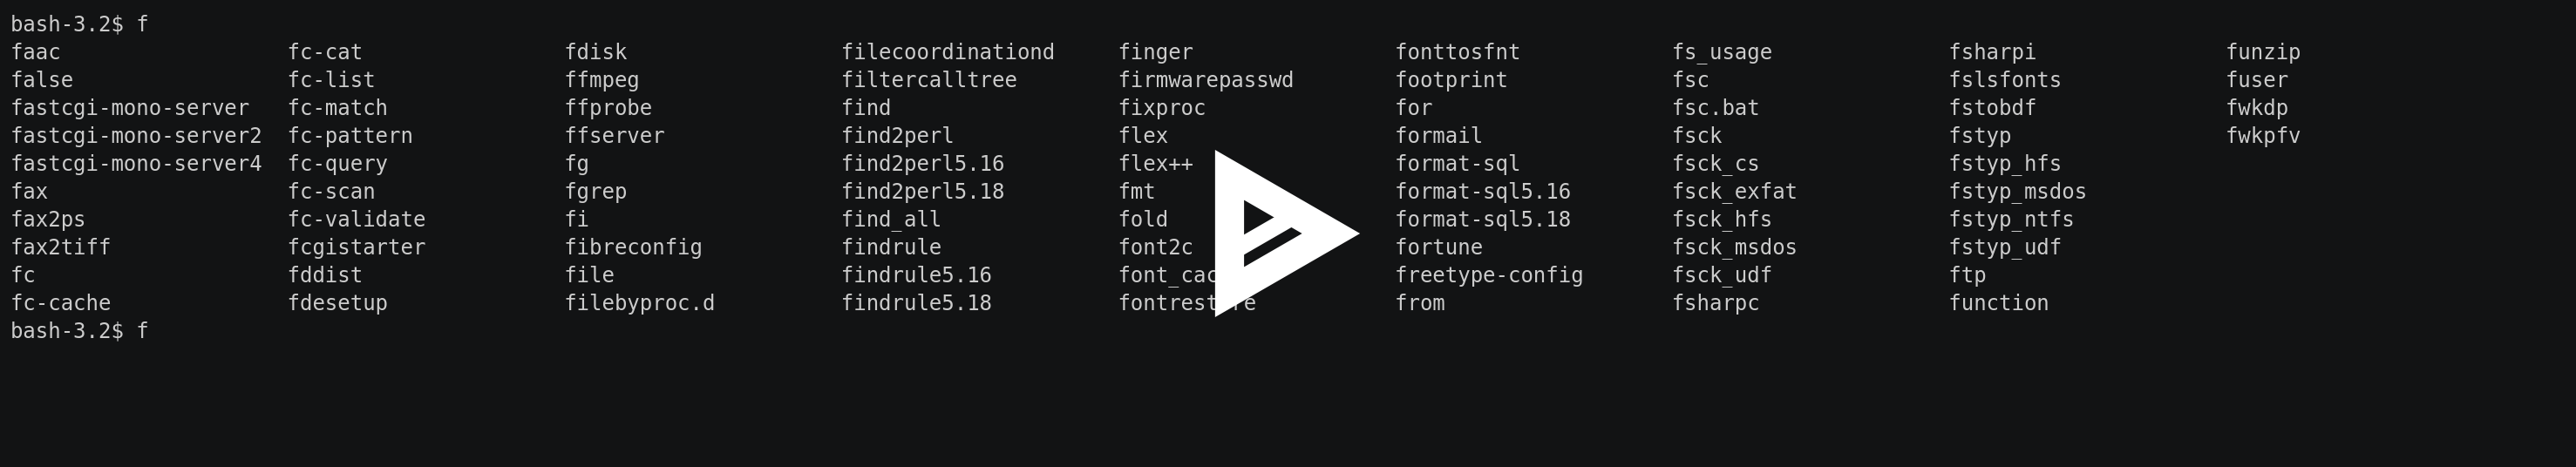 bash-3.2$ f
faac fc-cat fdisk filecoordinationd finger fonttosfnt fs_usage fsharpi funzip
false fc-list ffmpeg filtercalltree firmwarepasswd footprint fsc fslsfonts fuser
fastcgi-mono-server fc-match ffprobe find fixproc for fsc.bat fstobdf fwkdp
fastcgi-mono-server2 fc-pattern ffserver find2perl flex formail fsck fstyp fwkpfv
fastcgi-mono-server4 fc-query fg find2perl5.16 flex++ format-sql fsck_cs fstyp_hfs
fax fc-scan fgrep find2perl5.18 fmt format-sql5.16 fsck_exfat fstyp_msdos
fax2ps fc-validate fi find_all fold format-sql5.18 fsck_hfs fstyp_ntfs
fax2tiff fcgistarter fibreconfig findrule font2c fortune fsck_msdos fstyp_udf
fc fddist file findrule5.16 freetype-config fsck_udf ftp
fc-cache fdesetup filebyproc.d findrule5.18 from fsharpc function
bash-3.2$ f